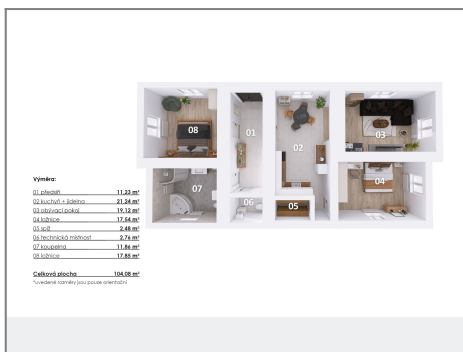 Výměra:
01 předsíň 11.23 m²
02 kuchyň + jídelna 21.24 m²
03 obývací pokoj 19.12 m²
04 ložnice 17.54 m²
05 spíž 2.48 m²
06 technická místnost 2.76 m²
07 koupelna 11.86 m²
08 ložnice 17.85 m²
Celková plocha 104.08 m²
*uvedené rozměry jsou pouze orientační
08
01
02
03
07
04
06
05